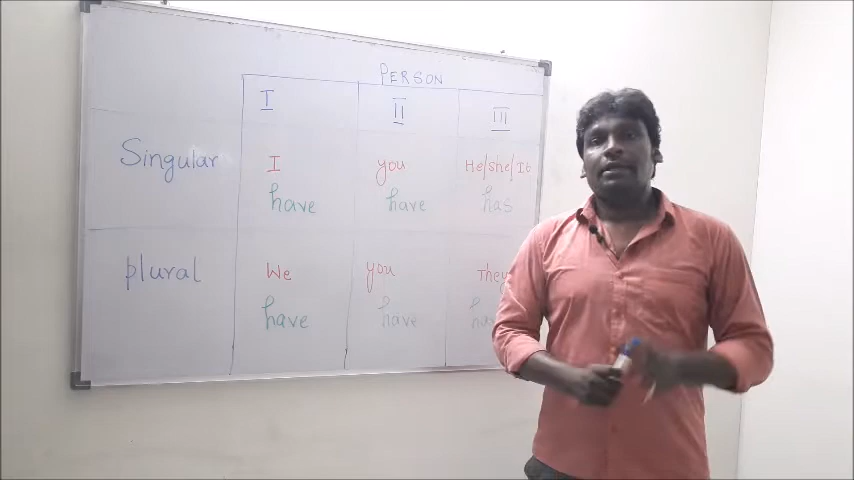 PERSON
I II III
Singular I you He/she/It
have have has
plural We you They
have have